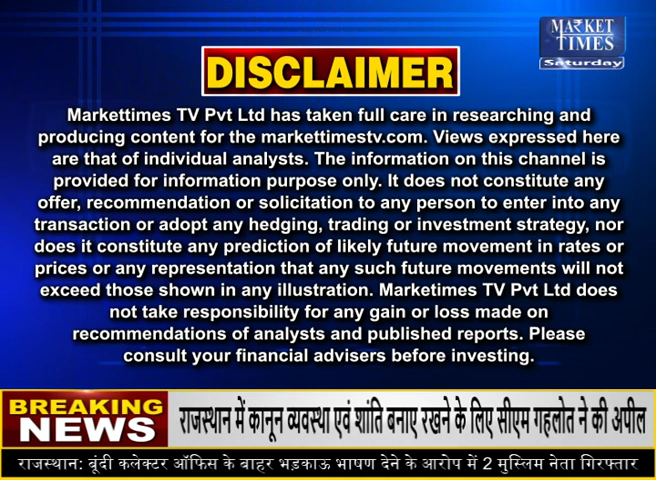 MARKET
TIMES
Saturday
DISCLAIMER
Markettimes TV Pvt Ltd has taken full care in researching and
producing content for the markettimestv.com. Views expressed here
are that of individual analysts. The information on this channel is
provided for information purpose only. It does not constitute any
offer, recommendation or solicitation to any person to enter into any
transaction or adopt any hedging, trading or investment strategy, nor
does it constitute any prediction of likely future movement in rates or
prices or any representation that any such future movements will not
exceed those shown in any illustration. Marketimes TV Pvt Ltd does
not take responsibility for any gain or loss made on
recommendations of analysts and published reports. Please
consult your financial advisers before investing.
BREAKING
NEWS
राजस्थान में कानून व्यवस्था एवं शांति बनाए रखने के लिए सीएम गहलोत ने की अपील
राजस्थान: बूंदी कलेक्टर ऑफिस के बाहर भड़काऊ भाषण देने के आरोप में 2 मुस्लिम नेता गिरफ्तार